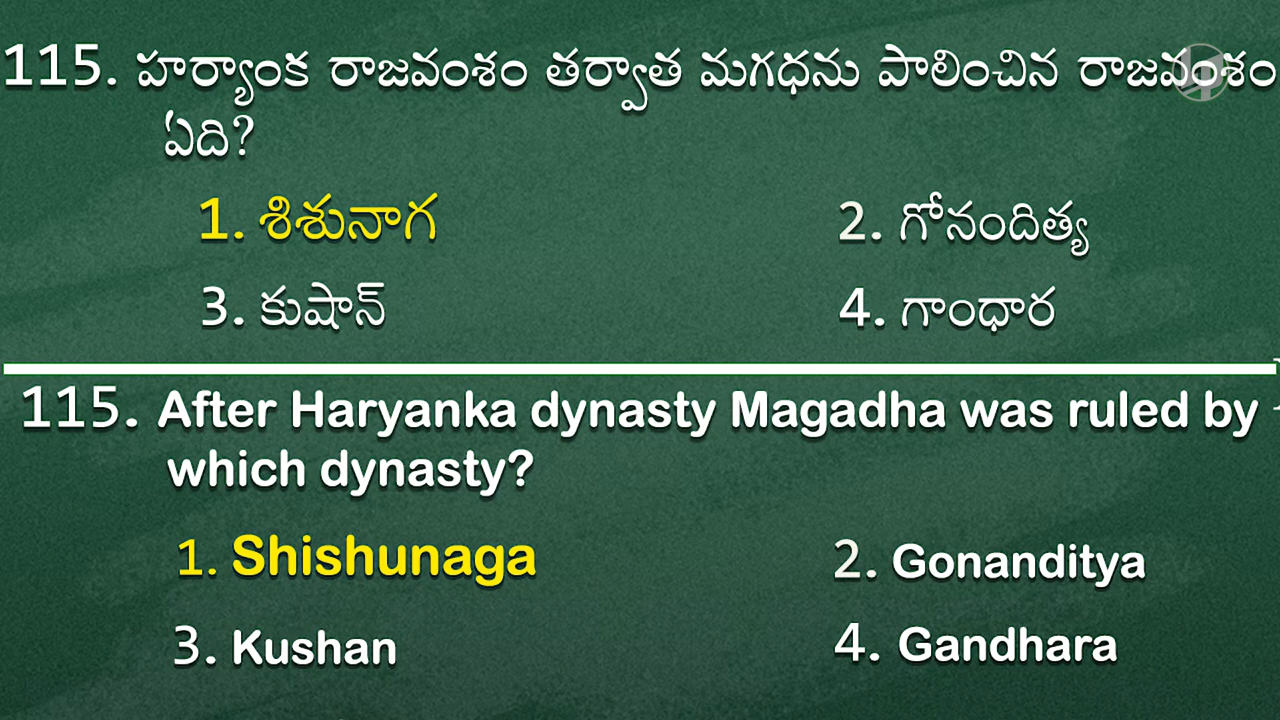 115. హర్యాంక రాజవంశం తర్వాత మగధను పాలించిన రాజవంశం
ఏది?
1. శిశునాగ 2. గోనందిత్య
3. కుషాన్ 4. గాంధార
115. After Haryanka dynasty Magadha was ruled by
which dynasty?
1. Shishunaga 2. Gonanditya
3. Kushan 4. Gandhara